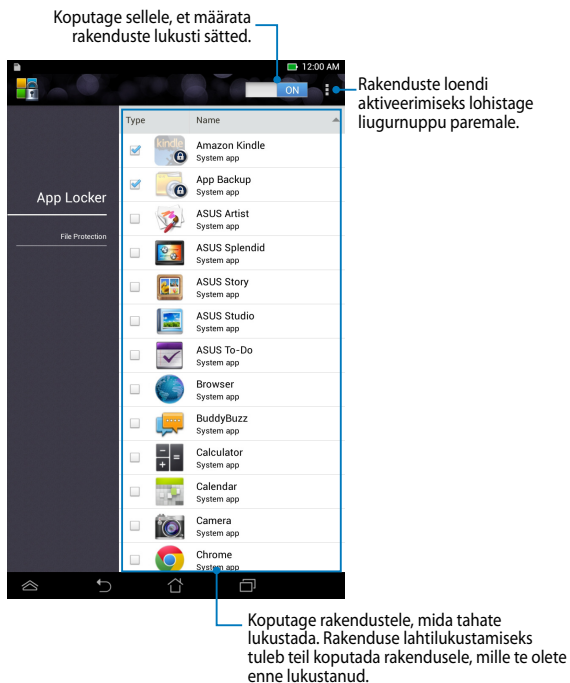 Koputage sellele, et määrata
rakenduste lukusti sätted.
12:00 AM
ON
Rakenduste loendi
aktiveerimiseks lohistage
liugurnuppu paremale.
Type Name
App Locker
File Protection
kindle
Amazon Kindle
System app
App Backup
System app
ASUS Artist
System app
ASUS Splendid
System app
ASUS Story
System app
ASUS Studio
System app
ASUS To-Do
System app
Browser
System app
BuddyBuzz
System app
Calculator
System app
Calendar
System app
Camera
System app
Chrome
System app
Koputage rakendustele, mida tahate
lukustada. Rakenduse lahtilukustamiseks
tuleb teil koputada rakendusele, mille te olete
enne lukustanud.